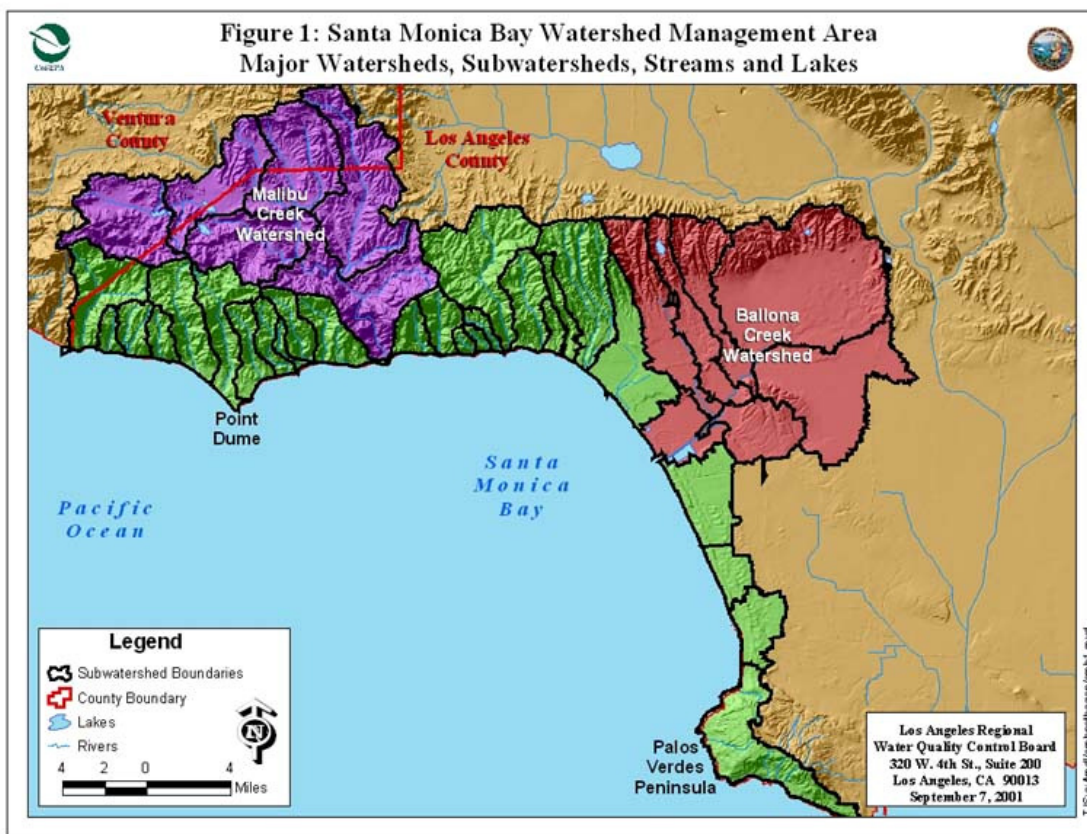 Figure 1: Santa Monica Bay Watershed Management Area
Major Watersheds, Subwatersheds, Streams and Lakes
Ventura
County
Los Angeles
County
Malibu
Creek
Watershed
Ballona
Creek
Watershed
Point
Dume
Santa
Monica
Bay
Pacific
Ocean
Legend
Subwatershed Boundaries
County Boundary
Lakes
Rivers
4 2 0 4
Miles
N
Palos
Verdes
Peninsula
Los Angeles Regional
Water Quality Control Board
320 W. 4th St., Suite 200
Los Angeles, CA 90013
September 7, 2001